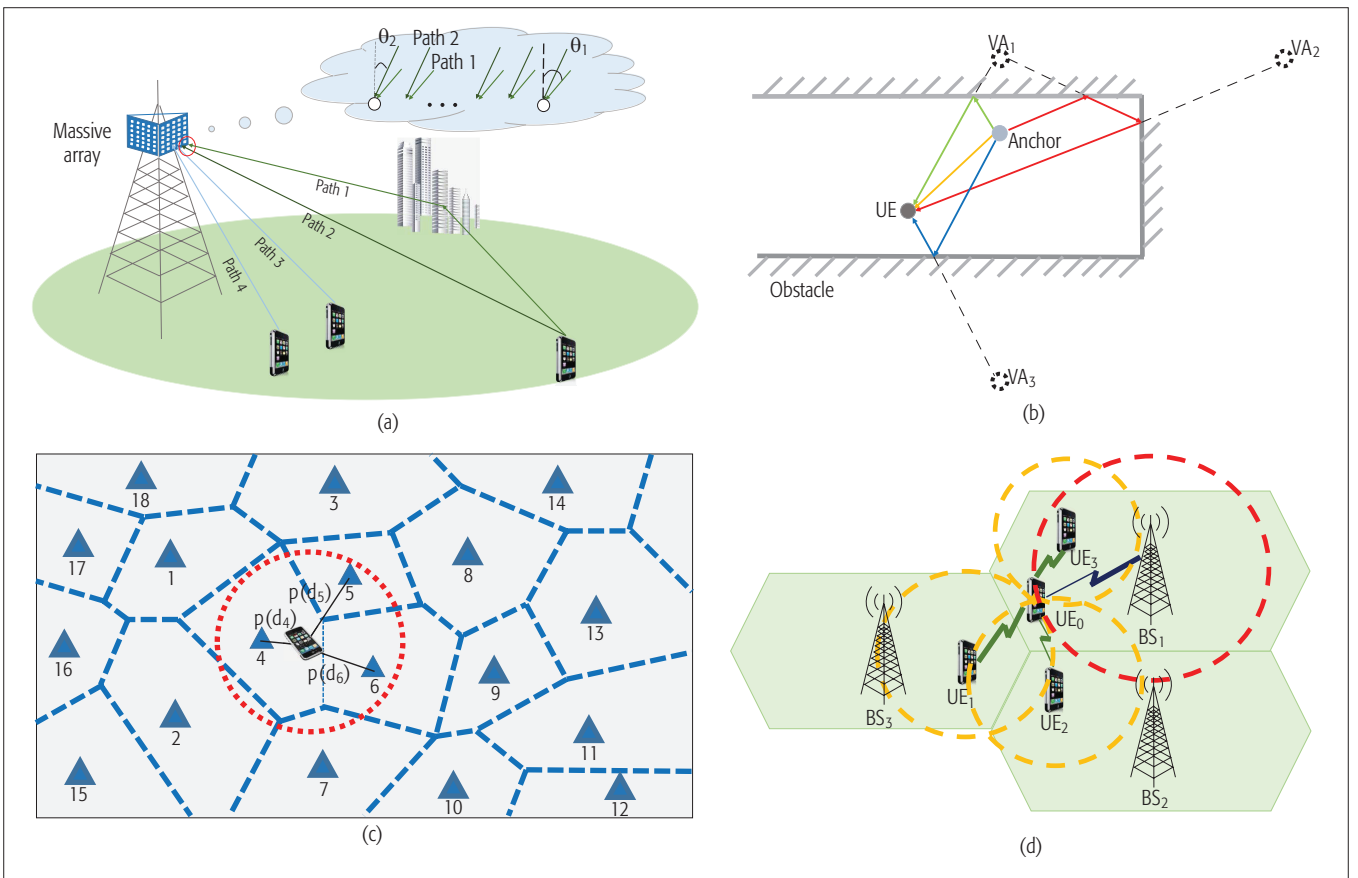 θ2
Path 2
Path 1
θ1
Massive
array
Path 1
Path 2
Path 3
Path 4
(a)
VA1
VA2
Anchor
UE
Obstacle
VA3
(b)
18
3
14
17
1
5
8
p(d5)
p(d4)
4
13
16
p(d6)
6
9
2
11
15
7
10
12
(c)
UE3
UE0
BS1
UE1
BS3
UE2
BS2
(d)